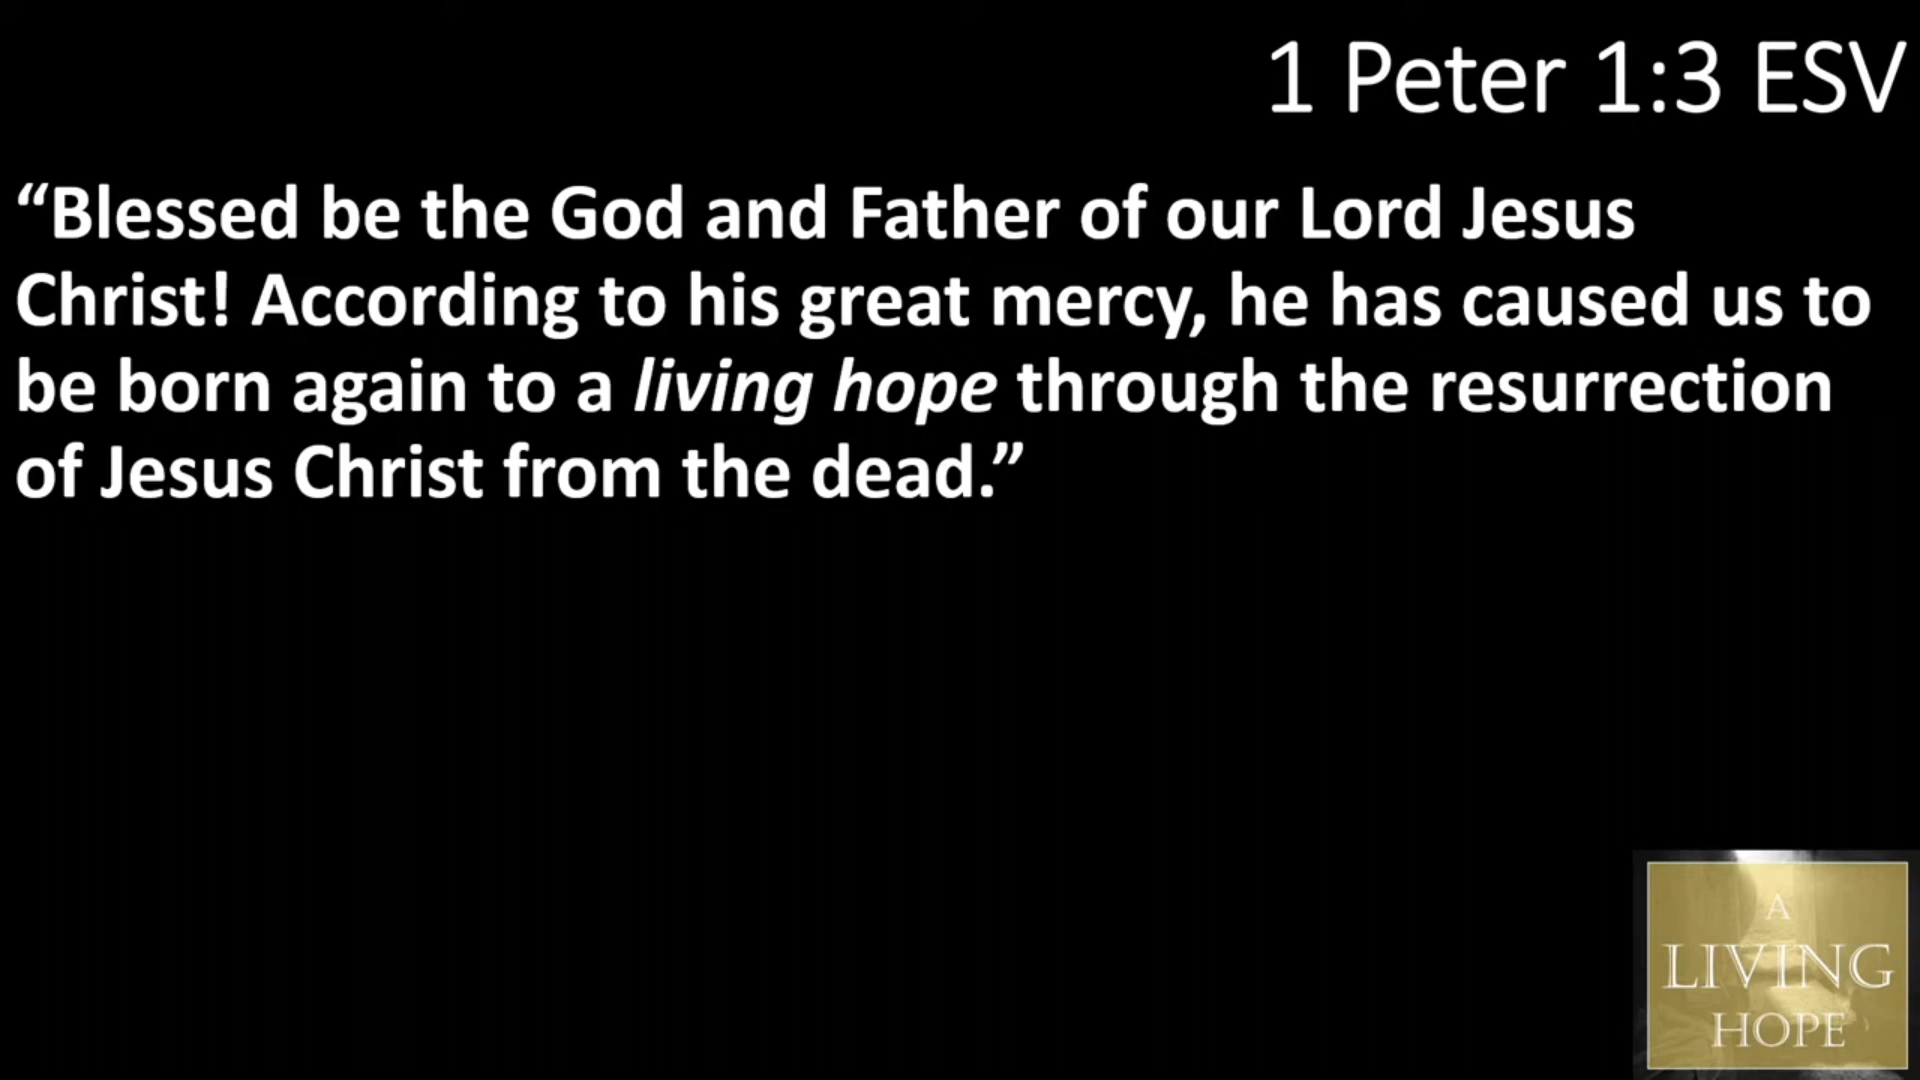 1 Peter 1:3 ESV
“Blessed be the God and Father of our Lord Jesus
Christ! According to his great mercy, he has caused us to
be born again to a living hope through the resurrection
of Jesus Christ from the dead.”
A
LIVING
HOPE